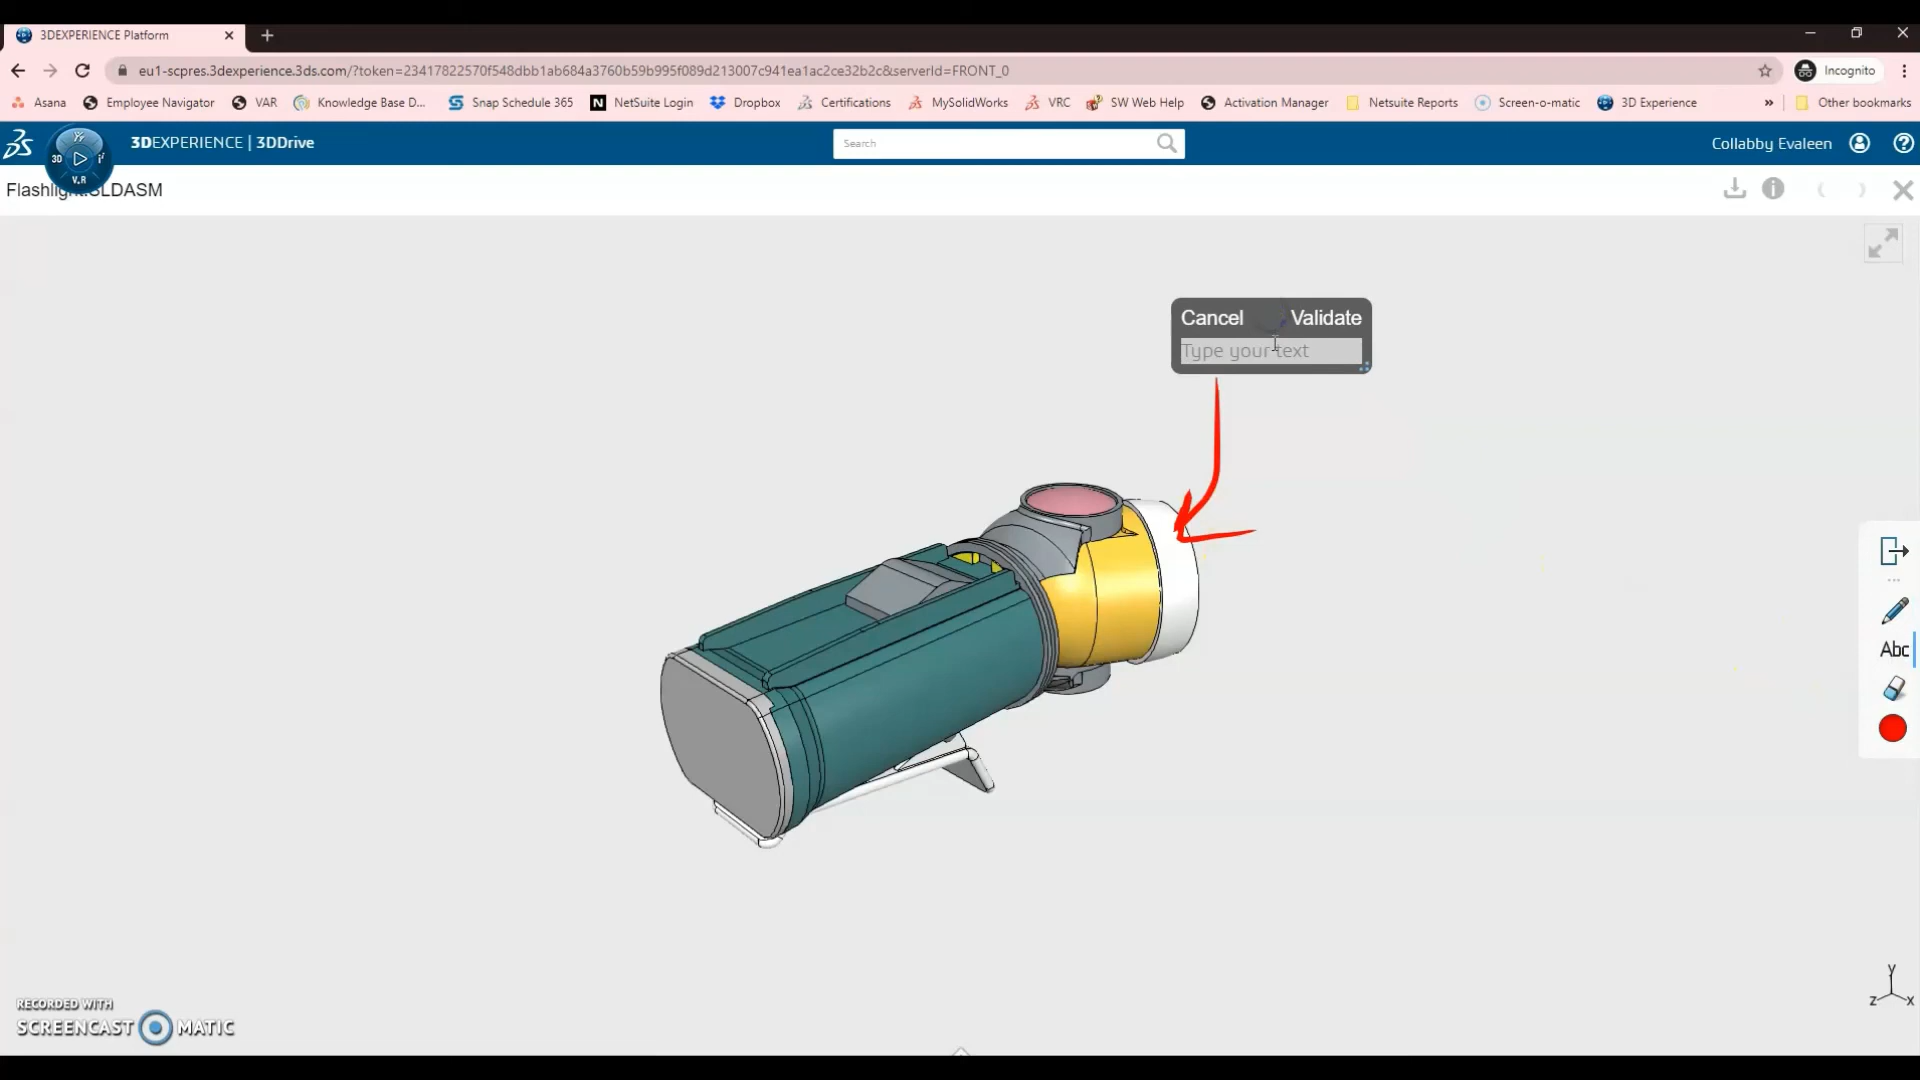 3DEXPERIENCE Platform
eu1-scpres.3dexperience.3ds.com/?token=23417822570f548dbb1ab684a3760b59b995f089d213007c941ea1ac2ce32b2c&serverId=FRONT_0
Incognito
Asana
Employee Navigator
VAR
Knowledge Base D...
Snap Schedule 365
N
NetSuite Login
Dropbox
Certifications
MySolidWorks
VRC
SW Web Help
Activation Manager
Netsuite Reports
Screen-o-matic
3D Experience
»
Other bookmarks
3DEXPERIENCE | 3DDrive
Search
Collabby Evaleen
3D
V.R
SLDASM
Cancel
Validate
Type your text
Abc
Y
Z
X
RECORDED WITH
SCREENCAST MATIC